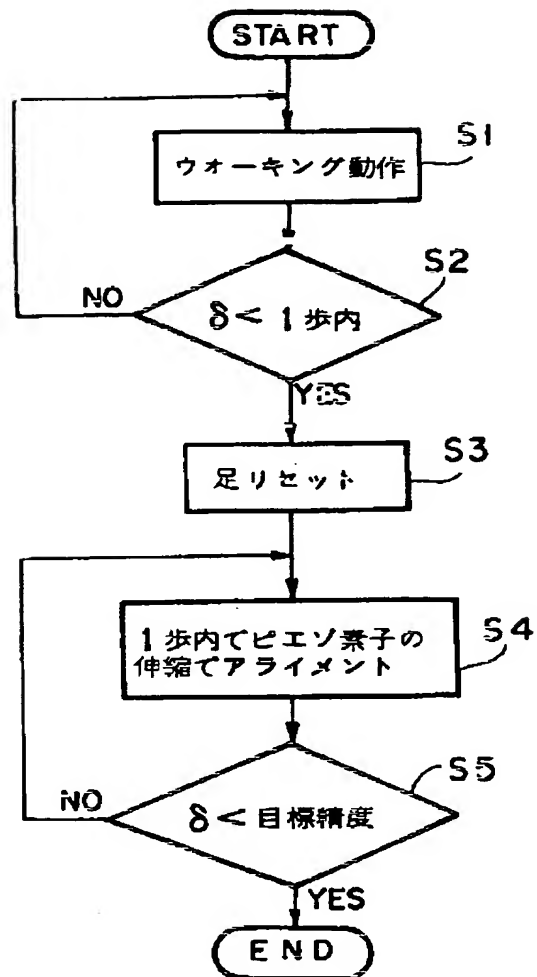 START
ウオーキング動作
S1
δ< 1歩内
S2
NO
YES
足リセット
S3
1歩内でピエゾ素子の
伸縮でアライメント
S4
δ<目標精度
S5
NO
YES
END